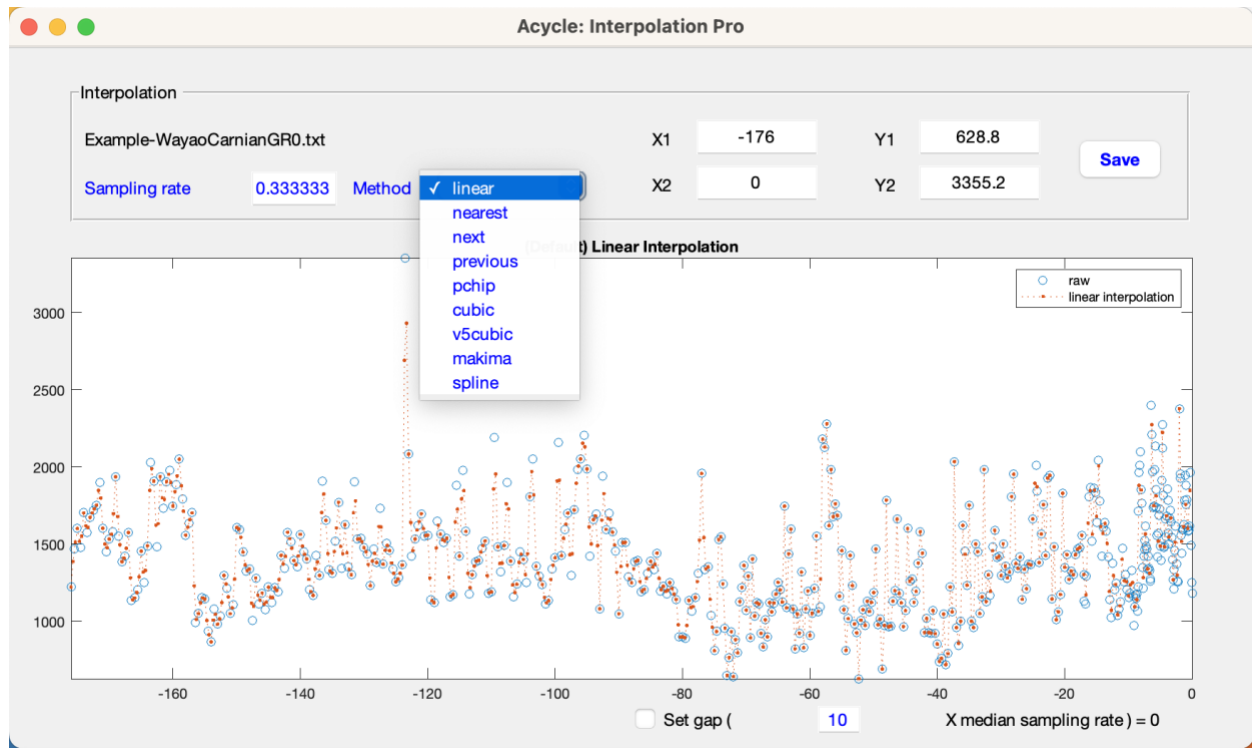 Acycle: Interpolation Pro
Interpolation
Example-WayaoCarnianGR0.txt
X1 -176 Y1 628.8
Save
Sampling rate 0.333333 Method ✓ linear
X2 0 Y2 3355.2
nearest
next
previous
pchip
cubic
v5cubic
makima
spline
t) Linear Interpolation
raw
linear interpolation
3000
2500
2000
1500
1000
-160 -140 -120 -100 -80 -60 -40 -20 0
Set gap ( 10 X median sampling rate ) = 0